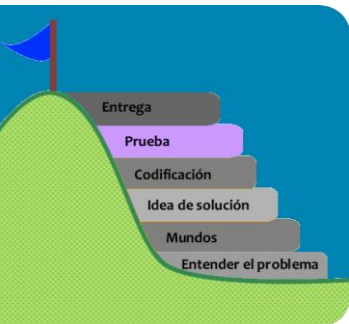 Entrega
Prueba
Codificación
Idea de solución
Mundos
Entender el problema